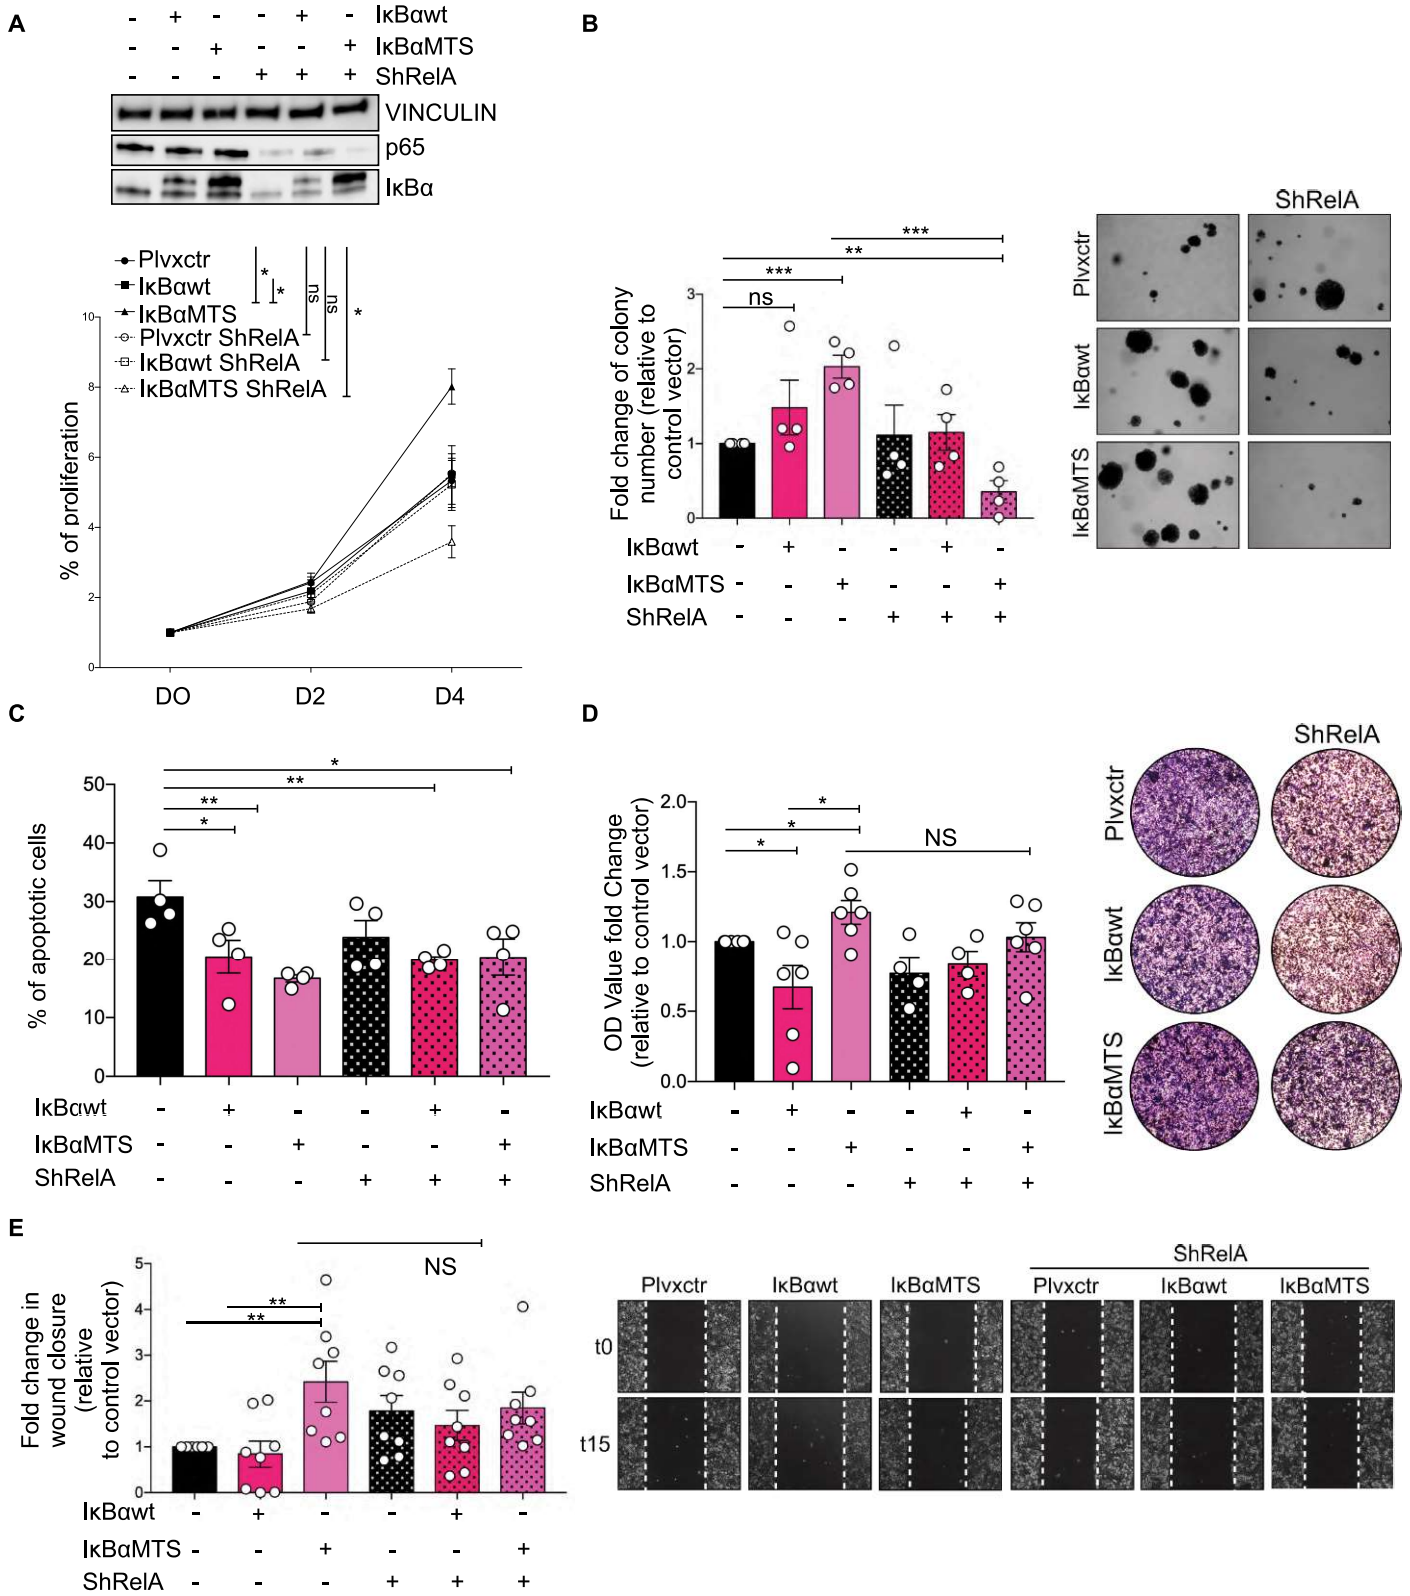 A
- + - - + - IκBαwt
- - + - - + IκBαMTS
- - - + + + ShRelA
VINCULIN
p65
IκBα
Plvxctr
IκBαwt
IκBαMTS
Plvxctr ShRelA
IκBαwt ShRelA
IκBαMTS ShRelA
*
*
ns
ns
*
% of proliferation
10
8
6
4
2
1
0
DO D2 D4
B
***
**
***
ns
Fold change of colony
number (relative to
control vector)
3
2
1
0
IκBαwt - + - - + -
IκBαMTS - - + - - +
ShRelA - - - + + +
ShRelA
Plvxctr
IκBαwt
IκBαMTS
C
*
**
**
*
% of apoptotic cells
50
40
30
20
10
0
IκBαwt - + - - + -
IκBαMTS - - + - - +
ShRelA - - - + + +
D
*
*
*
NS
OD Value fold Change
(relative to control vector)
2.0
1.5
1.0
0.5
0.0
IκBαwt - + - - + -
IκBαMTS - - + - - +
ShRelA - - - + + +
ShRelA
Plvxctr
IκBαwt
IκBαMTS
E
NS
**
**
Fold change in
wound closure
(relative
to control vector)
5
4
3
2
1
0
IκBαwt - + - - + -
IκBαMTS - - + - - +
ShRelA - - - + + +
ShRelA
Plvxctr IκBαwt IκBαMTS Plvxctr IκBαwt IκBαMTS
t0
t15